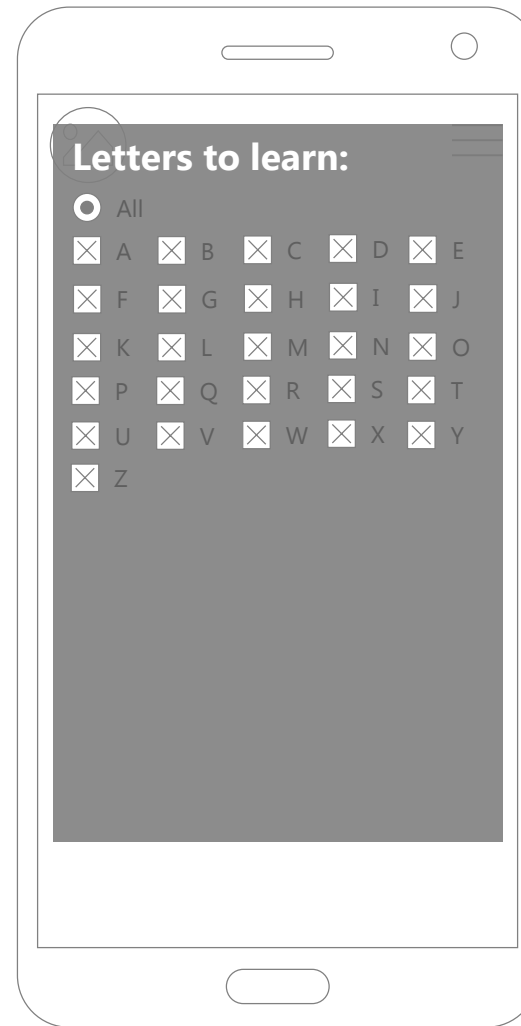 Letters to learn:
All
A B C D E
F G H I J
K L M N O
P Q R S T
U V W X Y
Z